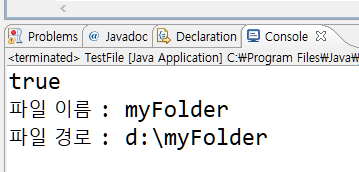 Problems @ Javadoc Declaration Console
<terminated> TestFile [Java Application] C:₩Program Files₩Java₩
true
파일 이름 : myFolder
파일 경로 : d:\myFolder